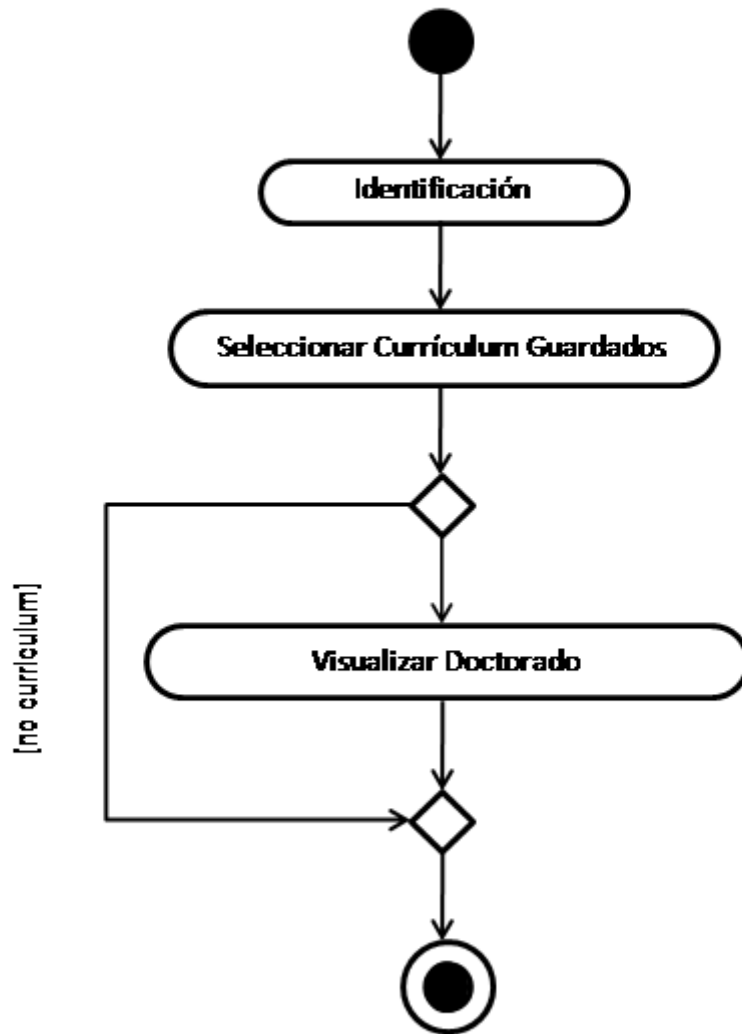 Identificación
Seleccionar Currículum Guardados
[no curriculum]
Visualizar Doctorado